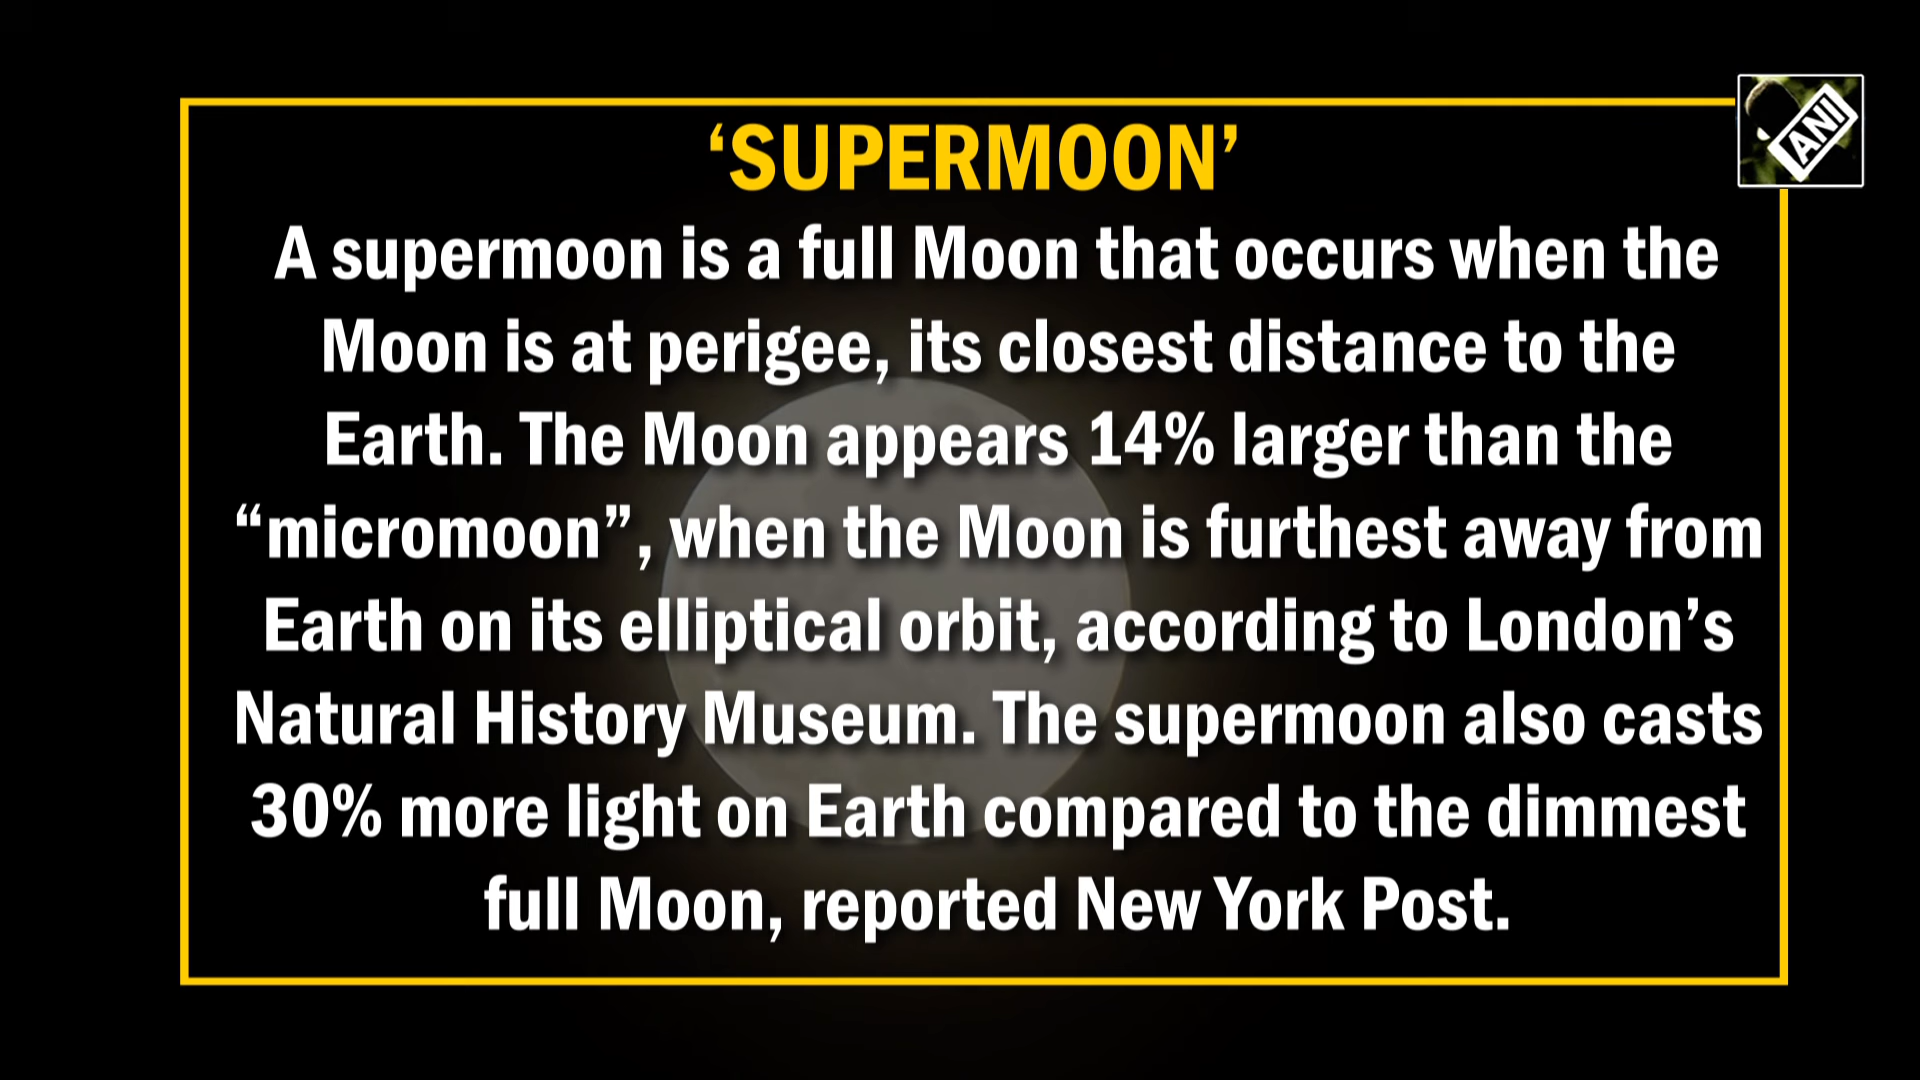 ‘SUPERMOON’
ANI
A supermoon is a full Moon that occurs when the
Moon is at perigee, its closest distance to the
Earth. The Moon appears 14% larger than the
“micromoon”, when the Moon is furthest away from
Earth on its elliptical orbit, according to London’s
Natural History Museum. The supermoon also casts
30% more light on Earth compared to the dimmest
full Moon, reported New York Post.